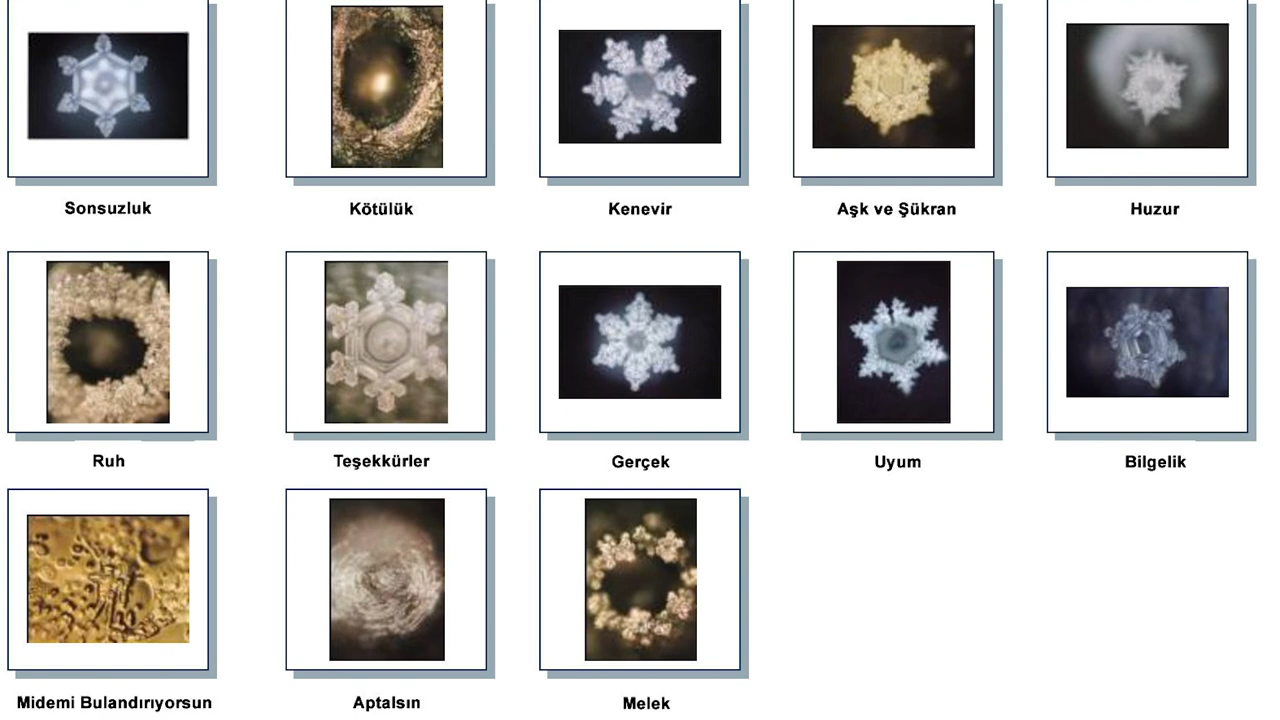 Sonsuzluk
Kötülük
Kenevir
Aşk ve Şükran
Huzur
Ruh
Teşekkürler
Gerçek
Uyum
Bilgelik
Midemi Bulandırıyorsun
Aptalsın
Melek